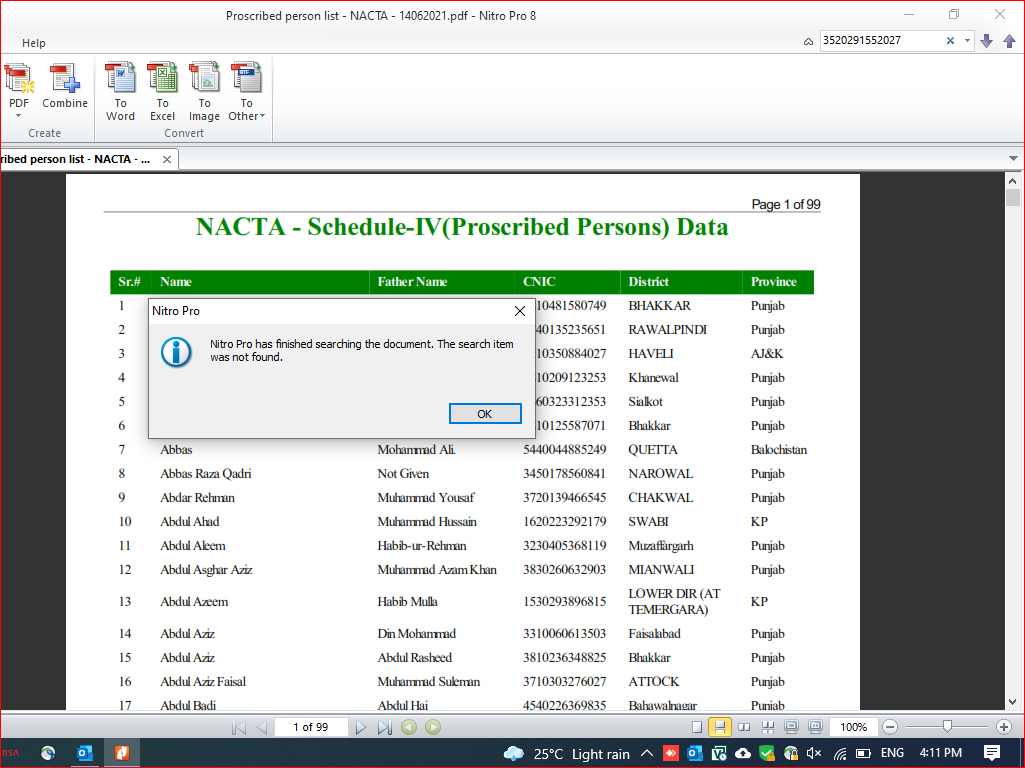 Proscribed person list - NACTA - 14062021.pdf - Nitro Pro 8
Help
3520291552027
PDF
Combine
To Word
To Excel
To Image
To Other
Create
Convert
ribed person list - NACTA - ...
Page 1 of 99
NACTA - Schedule-IV(Proscribed Persons) Data
Sr.# Name Father Name CNIC District Province
1 10481580749 BHAKKAR Punjab
2 40135235651 RAWALPINDI Punjab
3 10350884027 HAVELI AJ&K
4 10209123253 Khanewal Punjab
5 60323312353 Sialkot Punjab
6 10125587071 Bhakkar Punjab
Nitro Pro
Nitro Pro has finished searching the document. The search item
was not found.
OK
7 Abbas Mohammad Ali. 5440044885249 QUETTA Balochistan
8 Abbas Raza Qadri Not Given 3450178560841 NAROWAL Punjab
9 Abdar Rehman Muhammad Yousaf 3720139466545 CHAKWAL Punjab
10 Abdul Ahad Muhammad Hussain 1620223292179 SWABI KP
11 Abdul Aleem Habib-ur-Rehman 3230405368119 Muzaffargarh Punjab
12 Abdul Asghar Aziz Muhammad Azam Khan 3830260632903 MIANWALI Punjab
13 Abdul Azeem Habib Mulla 1530293896815 LOWER DIR (AT TEMERGARA) KP
14 Abdul Aziz Din Mohammad 3310060613503 Faisalabad Punjab
15 Abdul Aziz Abdul Rasheed 3810236348825 Bhakkar Punjab
16 Abdul Aziz Faisal Muhammad Suleman 3710303276027 ATTOCK Punjab
17 Abdul Badi Abdul Hai 4540226369835 Bahawalnagar Punjab
1 of 99
100%
25°C Light rain
ENG
4:11 PM